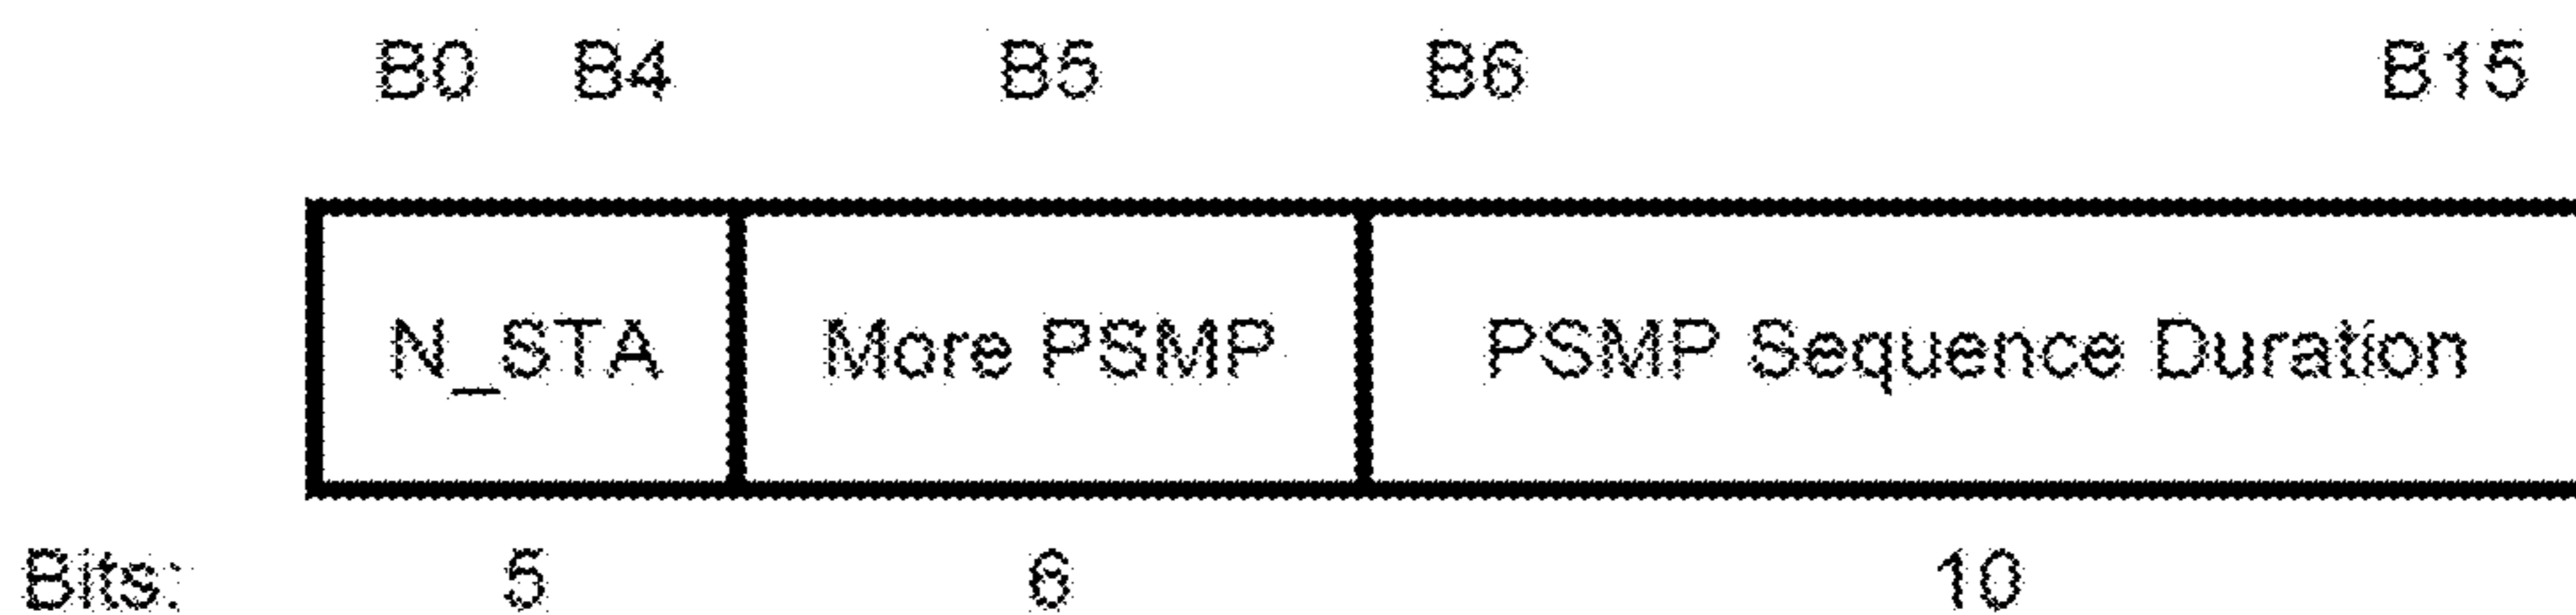 B0 B4 B5 B6 B15
N_STA More PSMP PSMP Sequence Duration
Bits: 5 6 10